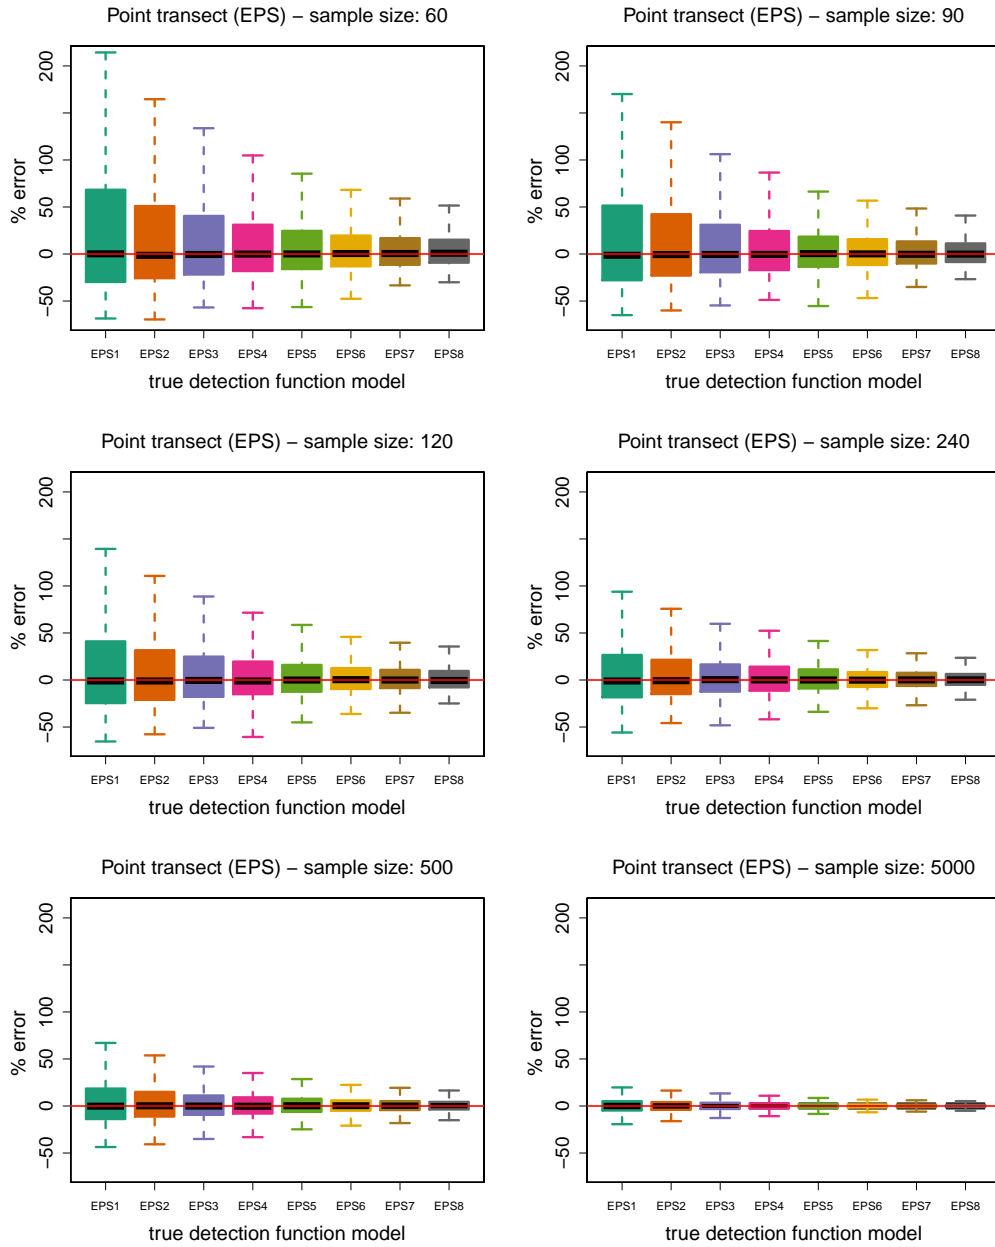 Point transect (EPS) – sample size: 60
% error
200
100
50
0
−50
EPS1 EPS2 EPS3 EPS4 EPS5 EPS6 EPS7 EPS8
true detection function model
Point transect (EPS) – sample size: 90
% error
200
100
50
0
−50
EPS1 EPS2 EPS3 EPS4 EPS5 EPS6 EPS7 EPS8
true detection function model
Point transect (EPS) – sample size: 120
% error
200
100
50
0
−50
EPS1 EPS2 EPS3 EPS4 EPS5 EPS6 EPS7 EPS8
true detection function model
Point transect (EPS) – sample size: 240
% error
200
100
50
0
−50
EPS1 EPS2 EPS3 EPS4 EPS5 EPS6 EPS7 EPS8
true detection function model
Point transect (EPS) – sample size: 500
% error
200
100
50
0
−50
EPS1 EPS2 EPS3 EPS4 EPS5 EPS6 EPS7 EPS8
true detection function model
Point transect (EPS) – sample size: 5000
% error
200
100
50
0
−50
EPS1 EPS2 EPS3 EPS4 EPS5 EPS6 EPS7 EPS8
true detection function model